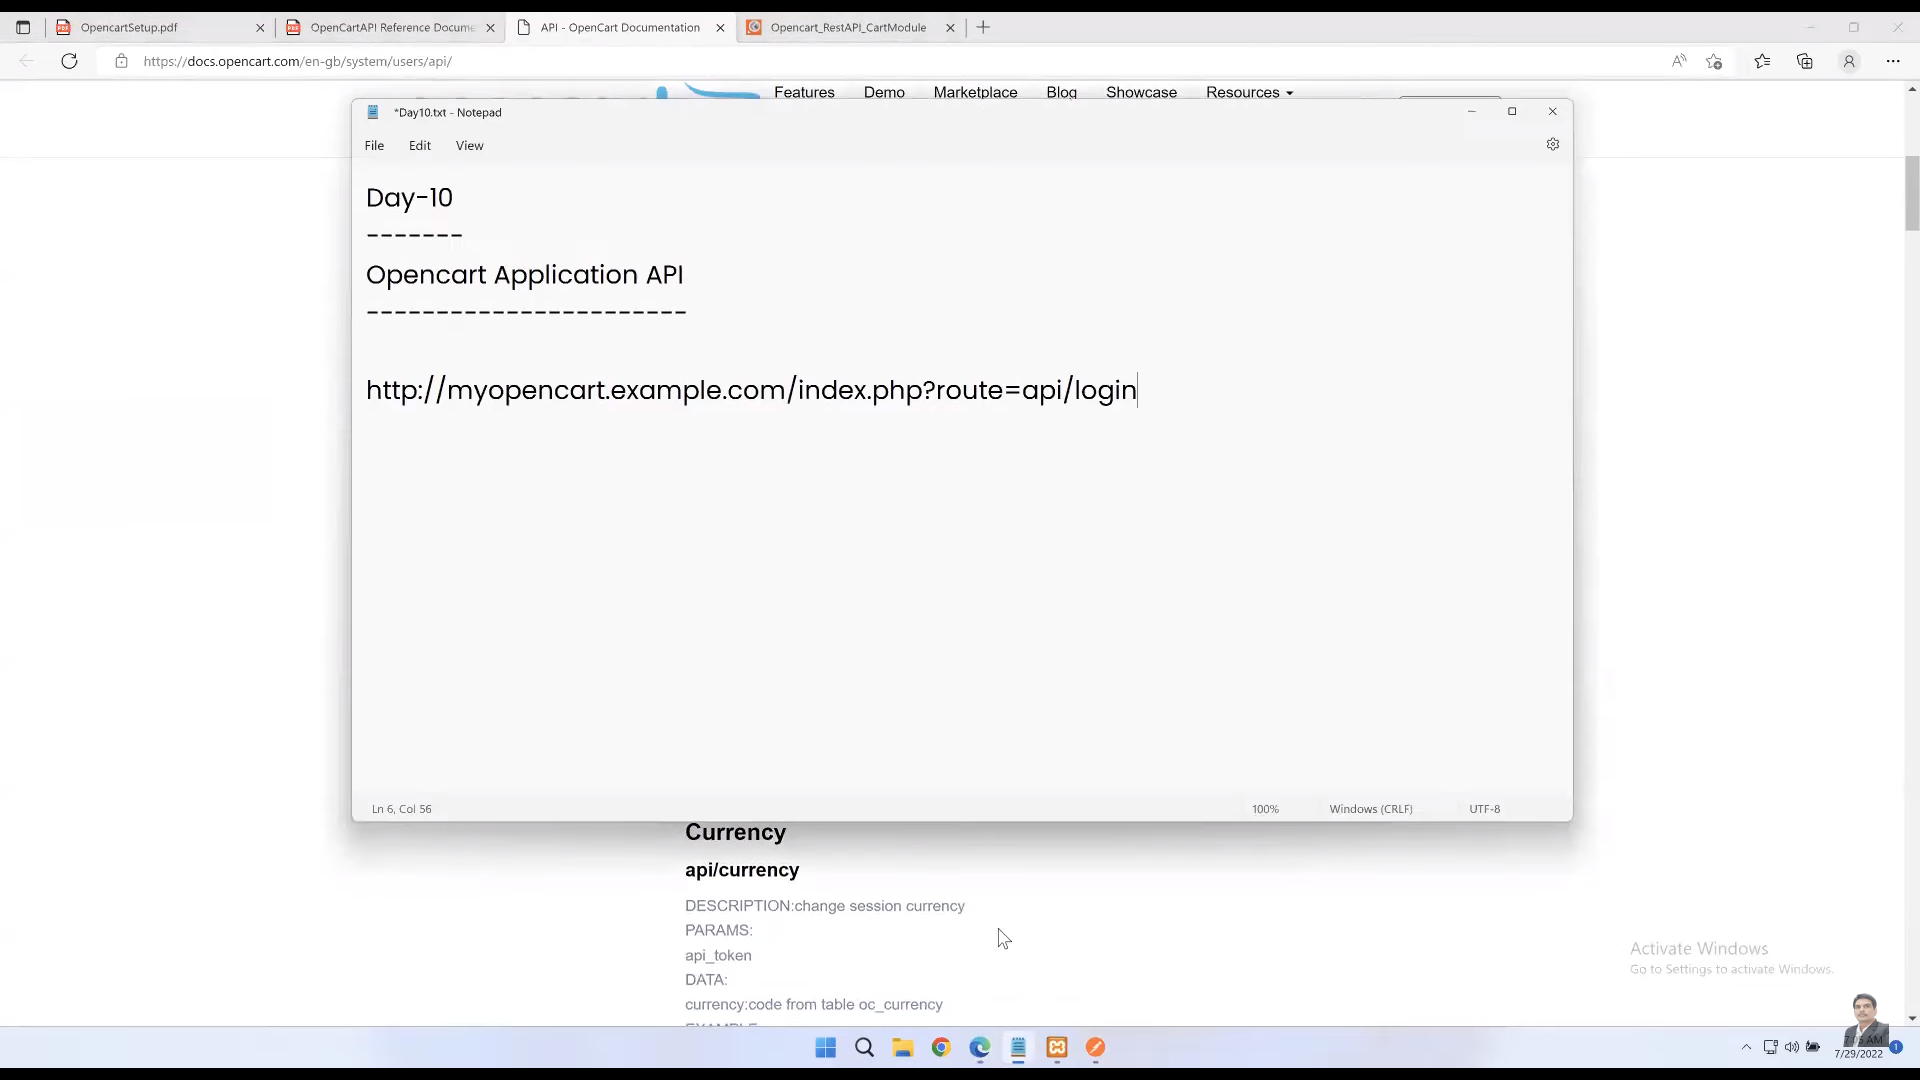 OpencartSetup.pdf
OpenCartAPI Reference Docume
API - OpenCart Documentation
Opencart_RestAPI_CartModule
https://docs.opencart.com/en-gb/system/users/api/
Features Demo Marketplace Blog Showcase Resources
*Day10.txt - Notepad
File Edit View
Day-10
-------
Opencart Application API
-----------------------
http://myopencart.example.com/index.php?route=api/login
Ln 6, Col 56 100% Windows (CRLF) UTF-8
Currency
api/currency
DESCRIPTION:change session currency
PARAMS:
api_token
DATA:
currency:code from table oc_currency
Activate Windows
Go to Settings to activate Windows.
7/29/2022
1